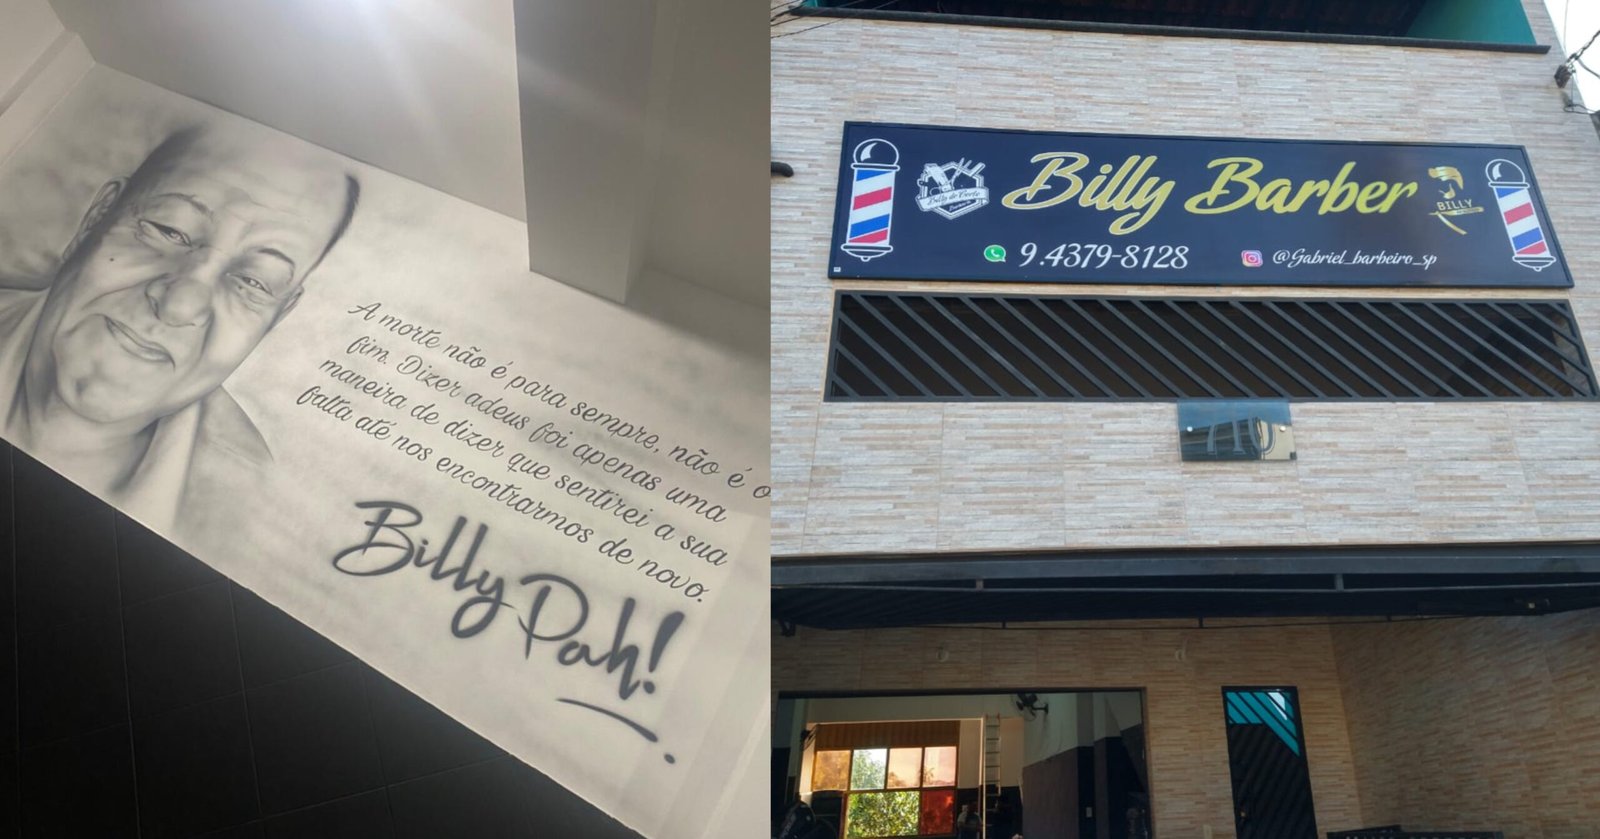 A morte não é para sempre, não é o
fim. Dizer adeus foi apenas uma
maneira de dizer que sentirei a sua
falta até nos encontrarmos de novo.
Billy Pah!
Billy Barber
BILLY
9.4379-8128
@Gabriel_barbeiro_sp